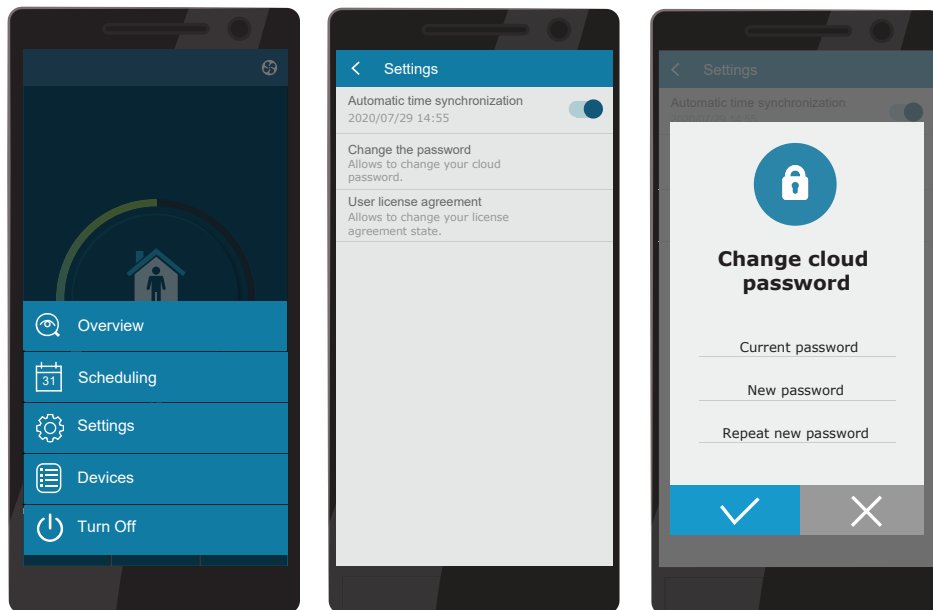 Overview
31
Scheduling
Settings
Devices
Turn Off
Settings
Automatic time synchronization
2020/07/29 14:55
Change the password
Allows to change your cloud
password.
User license agreement
Allows to change your license
agreement state.
Settings
Automatic time synchronization
Change cloud
password
Current password
New password
Repeat new password